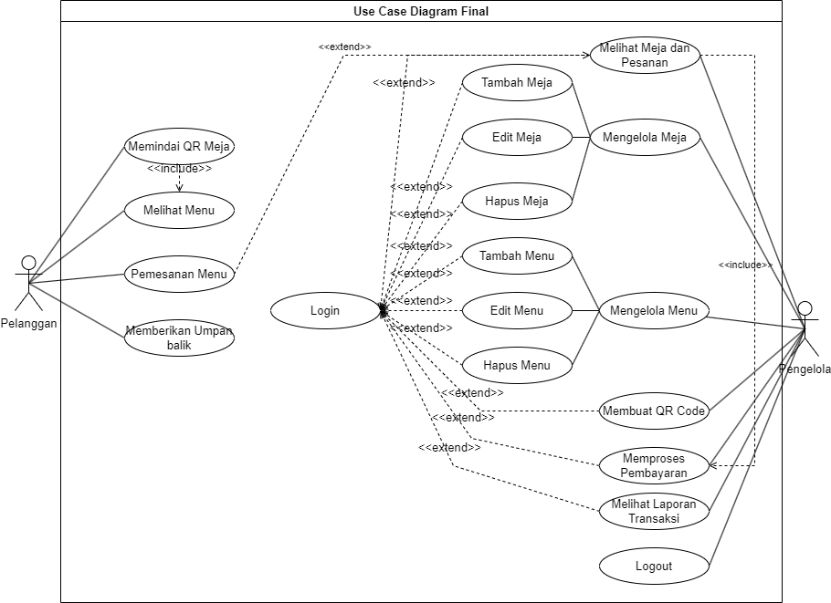 Use Case Diagram Final
<<extend>>
Melihat Meja dan
Pesanan
<<extend>>
Tambah Meja
Memindai QR Meja
Edit Meja
Mengelola Meja
<<include>>
<<extend>>
Hapus Meja
Melihat Menu
<<extend>>
<<extend>>
Tambah Menu
<<include>>
Pemesanan Menu
<<extend>>
<<extend>>
Login
Edit Menu
Mengelola Menu
Pelanggan
<<extend>>
Memberikan Umpan
balik
Hapus Menu
Pengelola
<<extend>>
Membuat QR Code
<<extend>>
<<extend>>
Memproses
Pembayaran
Melihat Laporan
Transaksi
Logout